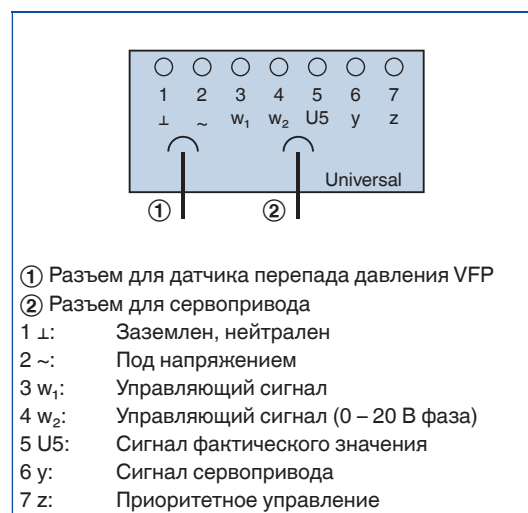 1 2 3 4 5 6 7
⊥ ~ w₁ w₂ U5 y z
Universal
① ②
① Разъем для датчика перепада давления VFP
② Разъем для сервопривода
1 ⊥: Заземлен, нейтрален
2 ~: Под напряжением
3 w₁: Управляющий сигнал
4 w₂: Управляющий сигнал (0 – 20 В фаза)
5 U5: Сигнал фактического значения
6 y: Сигнал сервопривода
7 z: Приоритетное управление